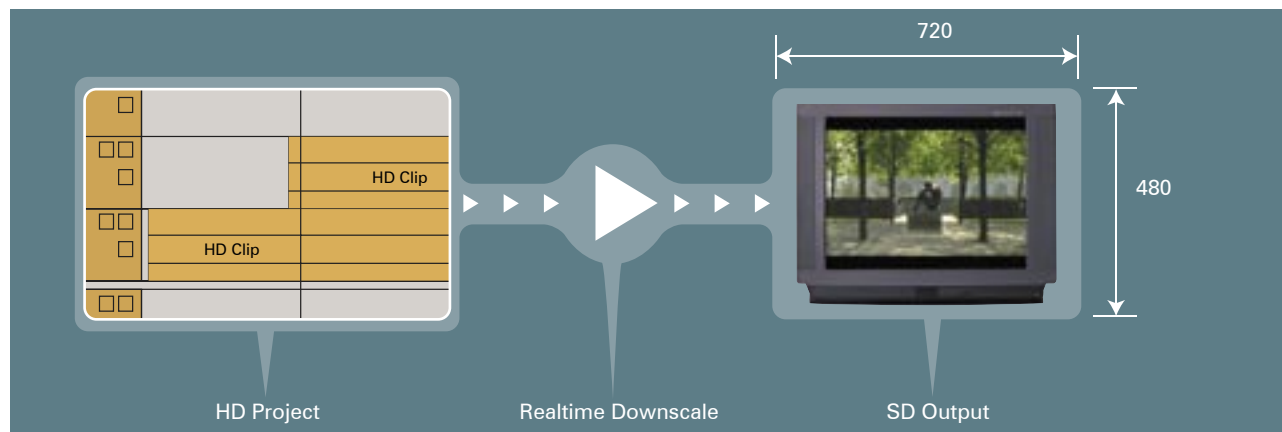 720
HD Clip
480
HD Clip
HD Project
Realtime Downscale
SD Output